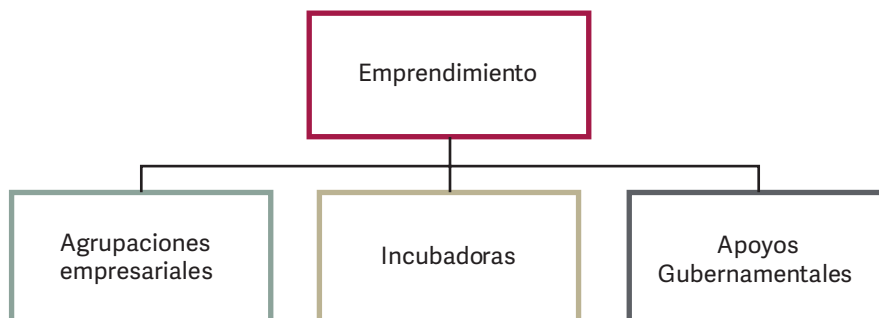 Emprendimiento
Agrupaciones
empresariales
Incubadoras
Apoyos
Gubernamentales